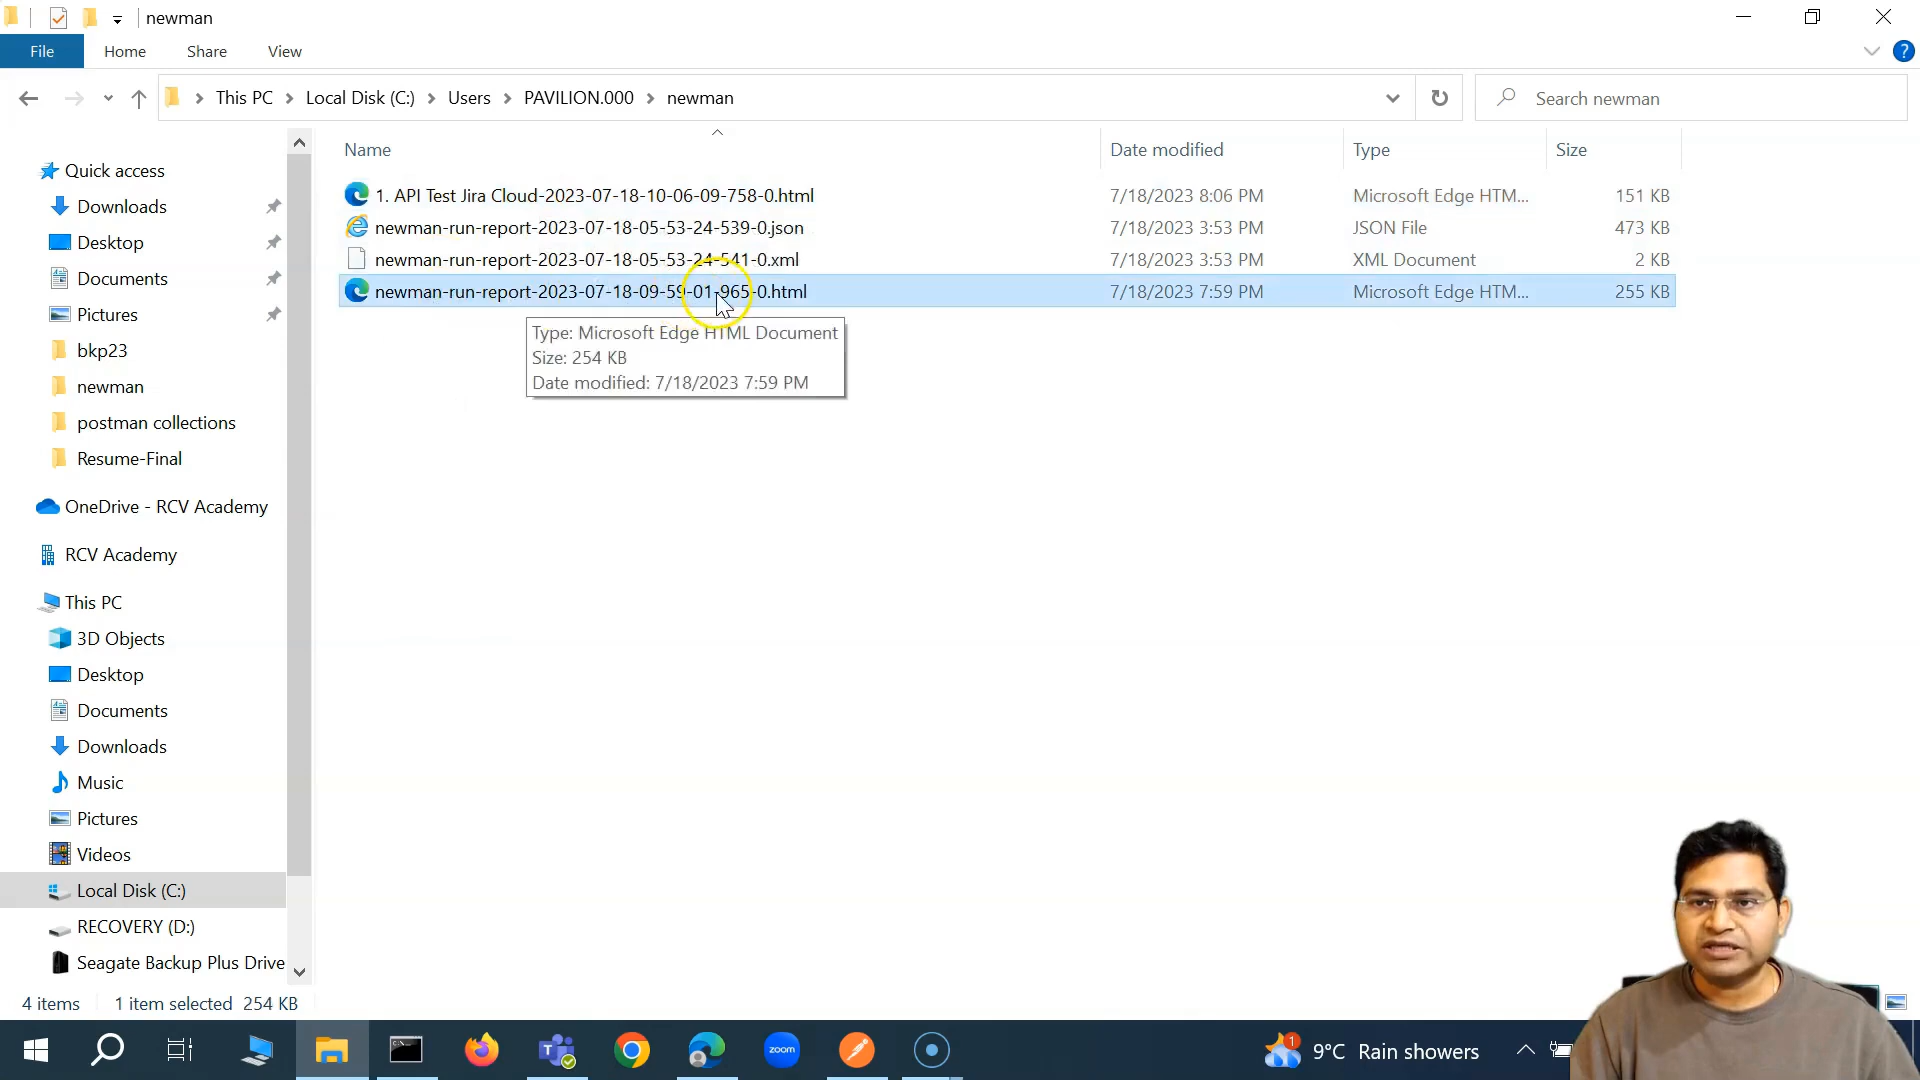 newman
File Home Share View
?
This PC Local Disk (C:) Users PAVILION.000 newman
Search newman
Name Date modified Type Size
1. API Test Jira Cloud-2023-07-18-10-06-09-758-0.html 7/18/2023 8:06 PM Microsoft Edge HTM... 151 KB
newman-run-report-2023-07-18-05-53-24-539-0.json 7/18/2023 3:53 PM JSON File 473 KB
newman-run-report-2023-07-18-05-53-24-541-0.xml 7/18/2023 3:53 PM XML Document 2 KB
newman-run-report-2023-07-18-09-59-01-965-0.html 7/18/2023 7:59 PM Microsoft Edge HTM... 255 KB
Type: Microsoft Edge HTML Document
Size: 254 KB
Date modified: 7/18/2023 7:59 PM
Quick access
Downloads
Desktop
Documents
Pictures
bkp23
newman
postman collections
Resume-Final
OneDrive - RCV Academy
RCV Academy
This PC
3D Objects
Desktop
Documents
Downloads
Music
Pictures
Videos
Local Disk (C:)
RECOVERY (D:)
Seagate Backup Plus Drive
4 items 1 item selected 254 KB
zoom
1
9°C Rain showers